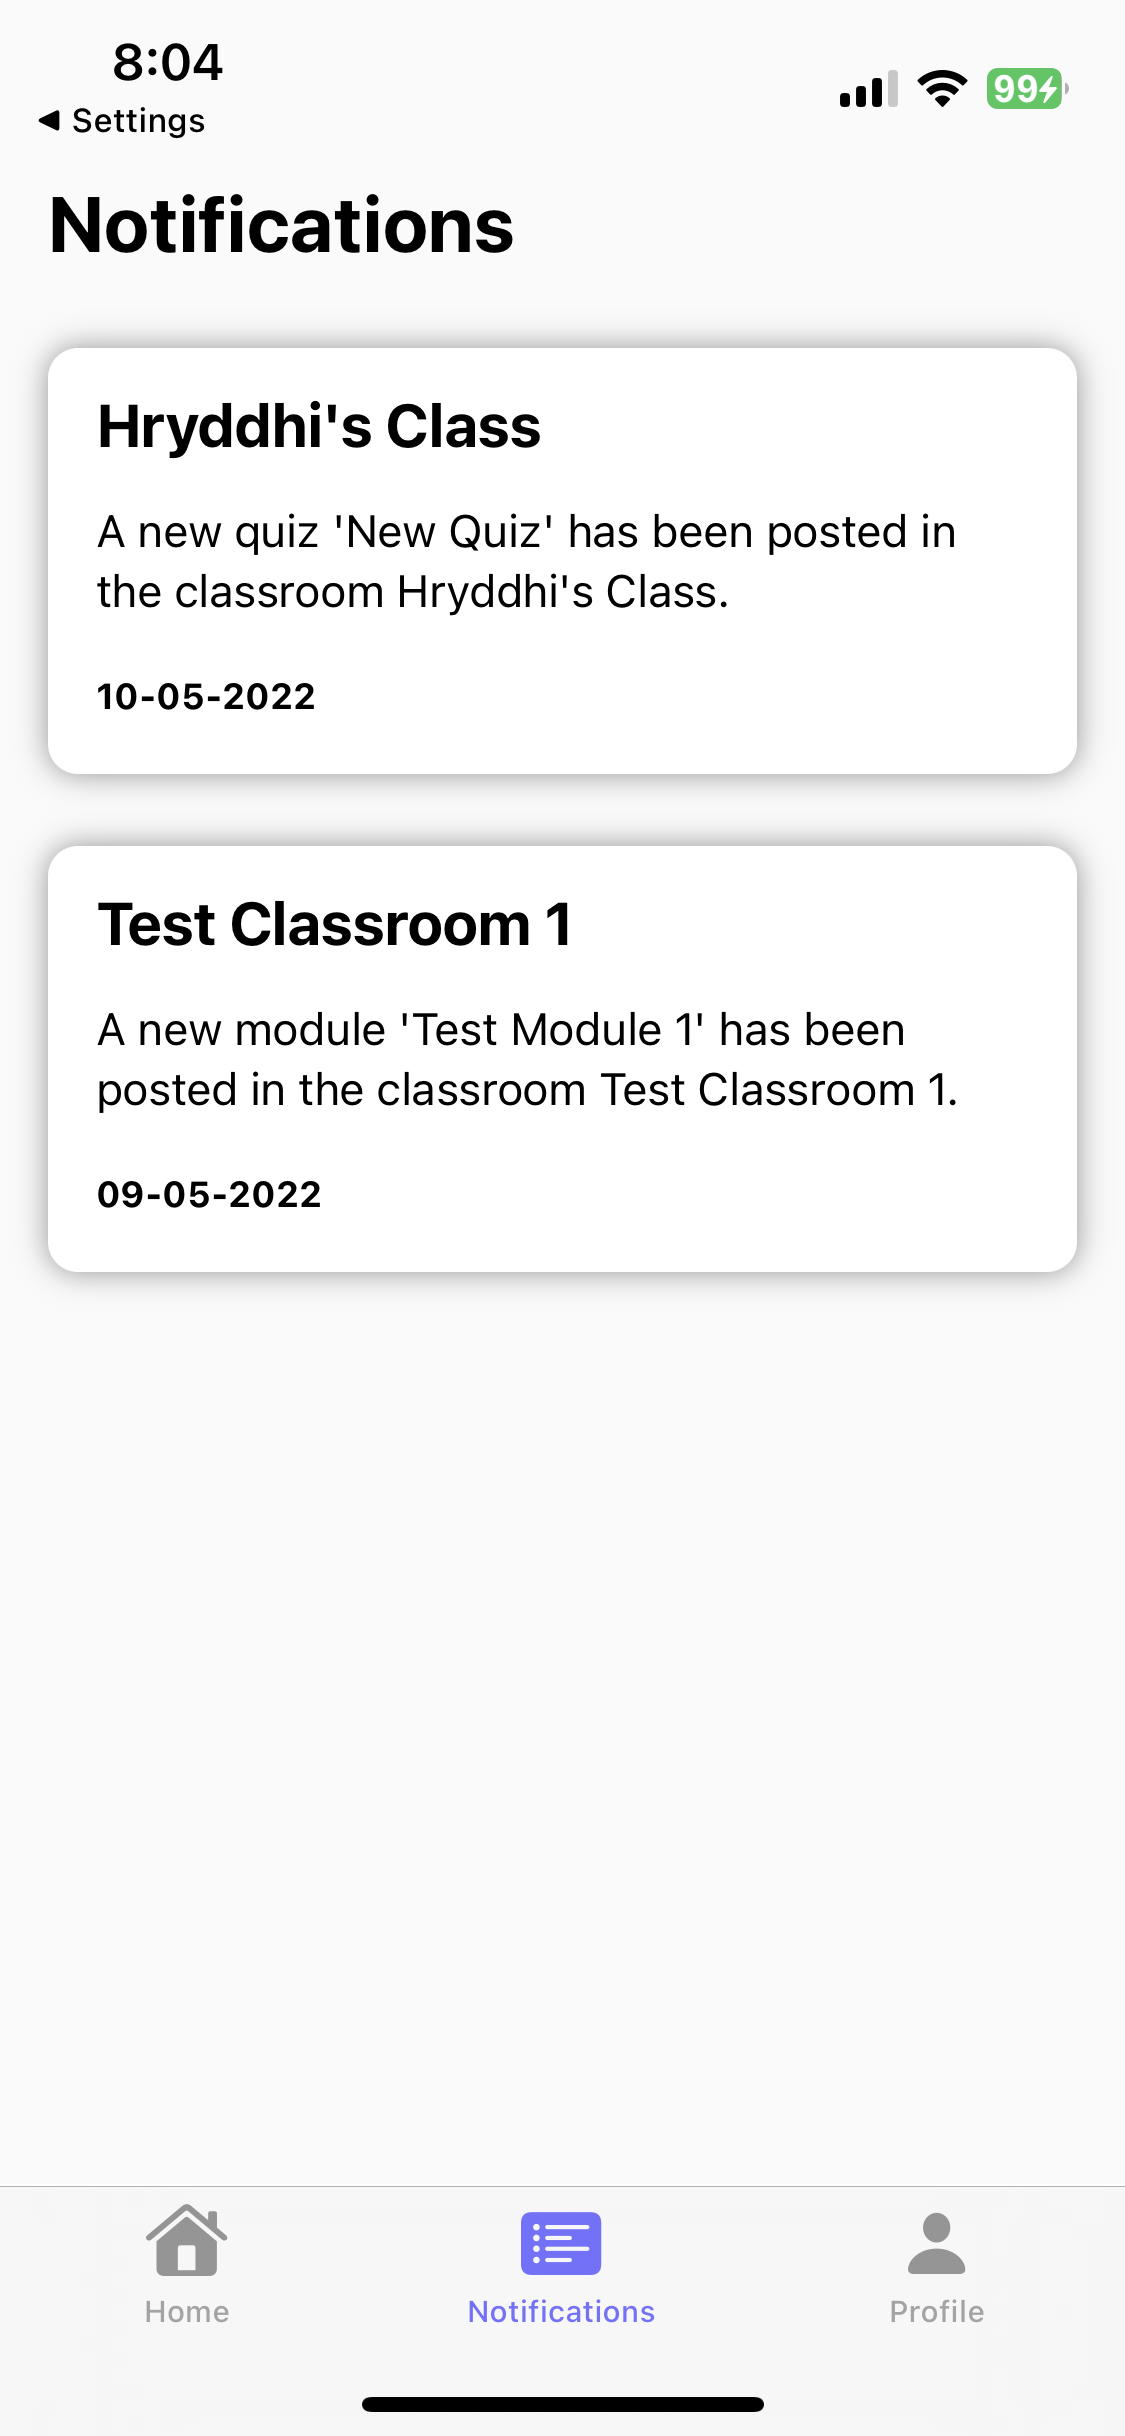 8:04
◀ Settings
99
Notifications
Hryddhi's Class
A new quiz 'New Quiz' has been posted in
the classroom Hryddhi's Class.
10-05-2022
Test Classroom 1
A new module 'Test Module 1' has been
posted in the classroom Test Classroom 1.
09-05-2022
Home
Notifications
Profile